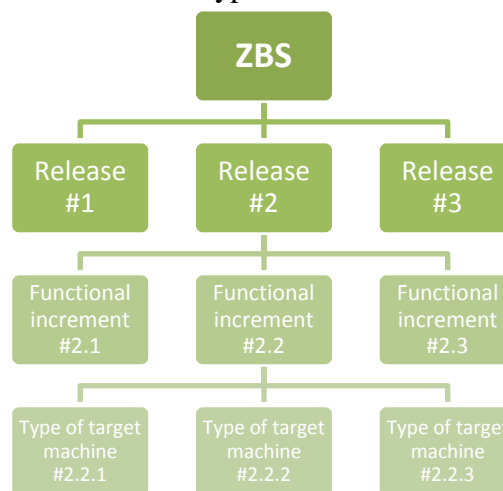 ZBS
Release
#1
Release
#2
Release
#3
Functional
increment
#2.1
Functional
increment
#2.2
Functional
increment
#2.3
Type of target
machine
#2.2.1
Type of target
machine
#2.2.2
Type of target
machine
#2.2.3